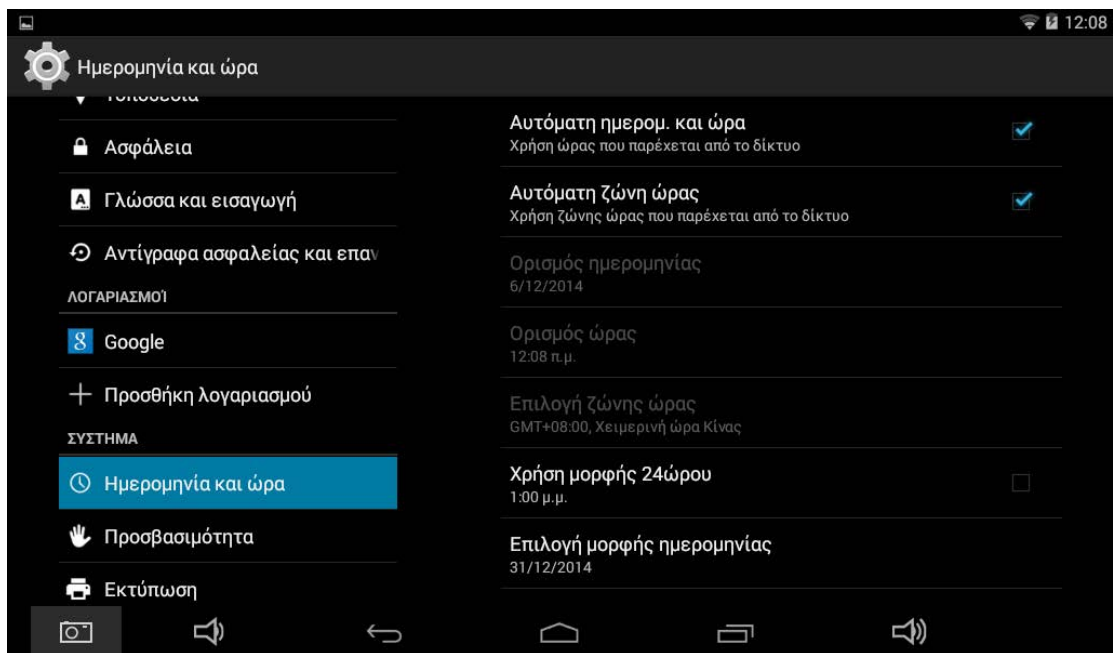 12:08
Ημερομηνία και ώρα
Τοποθεσία
Ασφάλεια
Γλώσσα και εισαγωγή
Αντίγραφα ασφαλείας και επαν
ΛΟΓΑΡΙΑΣΜΟΊ
Google
Προσθήκη λογαριασμού
ΣΥΣΤΗΜΑ
Ημερομηνία και ώρα
Προσβασιμότητα
Εκτύπωση
Αυτόματη ημερομ. και ώρα
Χρήση ώρας που παρέχεται από το δίκτυο
Αυτόματη ζώνη ώρας
Χρήση ζώνης ώρας που παρέχεται από το δίκτυο
Ορισμός ημερομηνίας
6/12/2014
Ορισμός ώρας
12:08 π.μ.
Επιλογή ζώνης ώρας
GMT+08:00, Χειμερινή ώρα Κίνας
Χρήση μορφής 24ώρου
1:00 μ.μ.
Επιλογή μορφής ημερομηνίας
31/12/2014